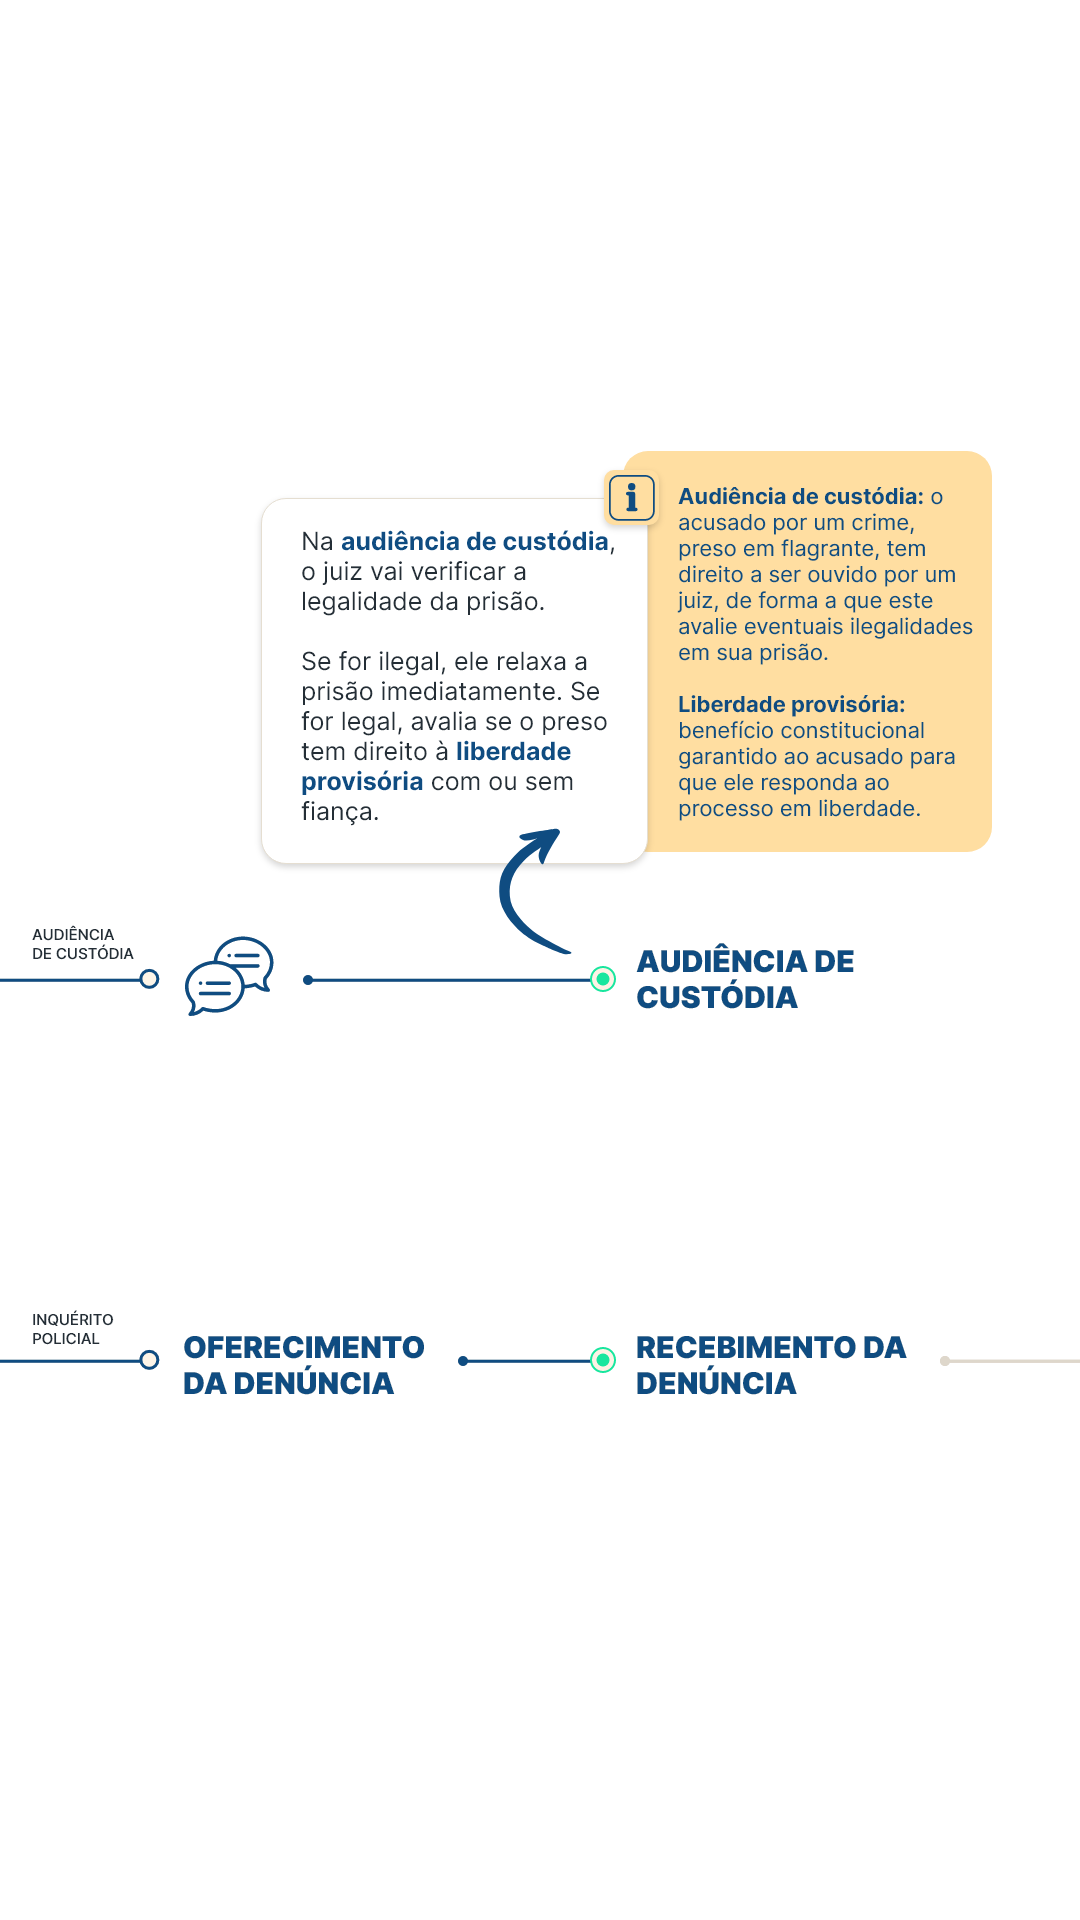 Na audiência de custódia,
o juiz vai verificar a
legalidade da prisão.
Se for ilegal, ele relaxa a
prisão imediatamente. Se
for legal, avalia se o preso
tem direito à liberdade
provisória com ou sem
fiança.
i
Audiência de custódia: o
acusado por um crime,
preso em flagrante, tem
direito a ser ouvido por um
juiz, de forma a que este
avalie eventuais ilegalidades
em sua prisão.
Liberdade provisória:
benefício constitucional
garantido ao acusado para
que ele responda ao
processo em liberdade.
AUDIÊNCIA
DE CUSTÓDIA
AUDIÊNCIA DE
CUSTÓDIA
INQUÉRITO
POLICIAL
OFERECIMENTO
DA DENÚNCIA
RECEBIMENTO DA
DENÚNCIA